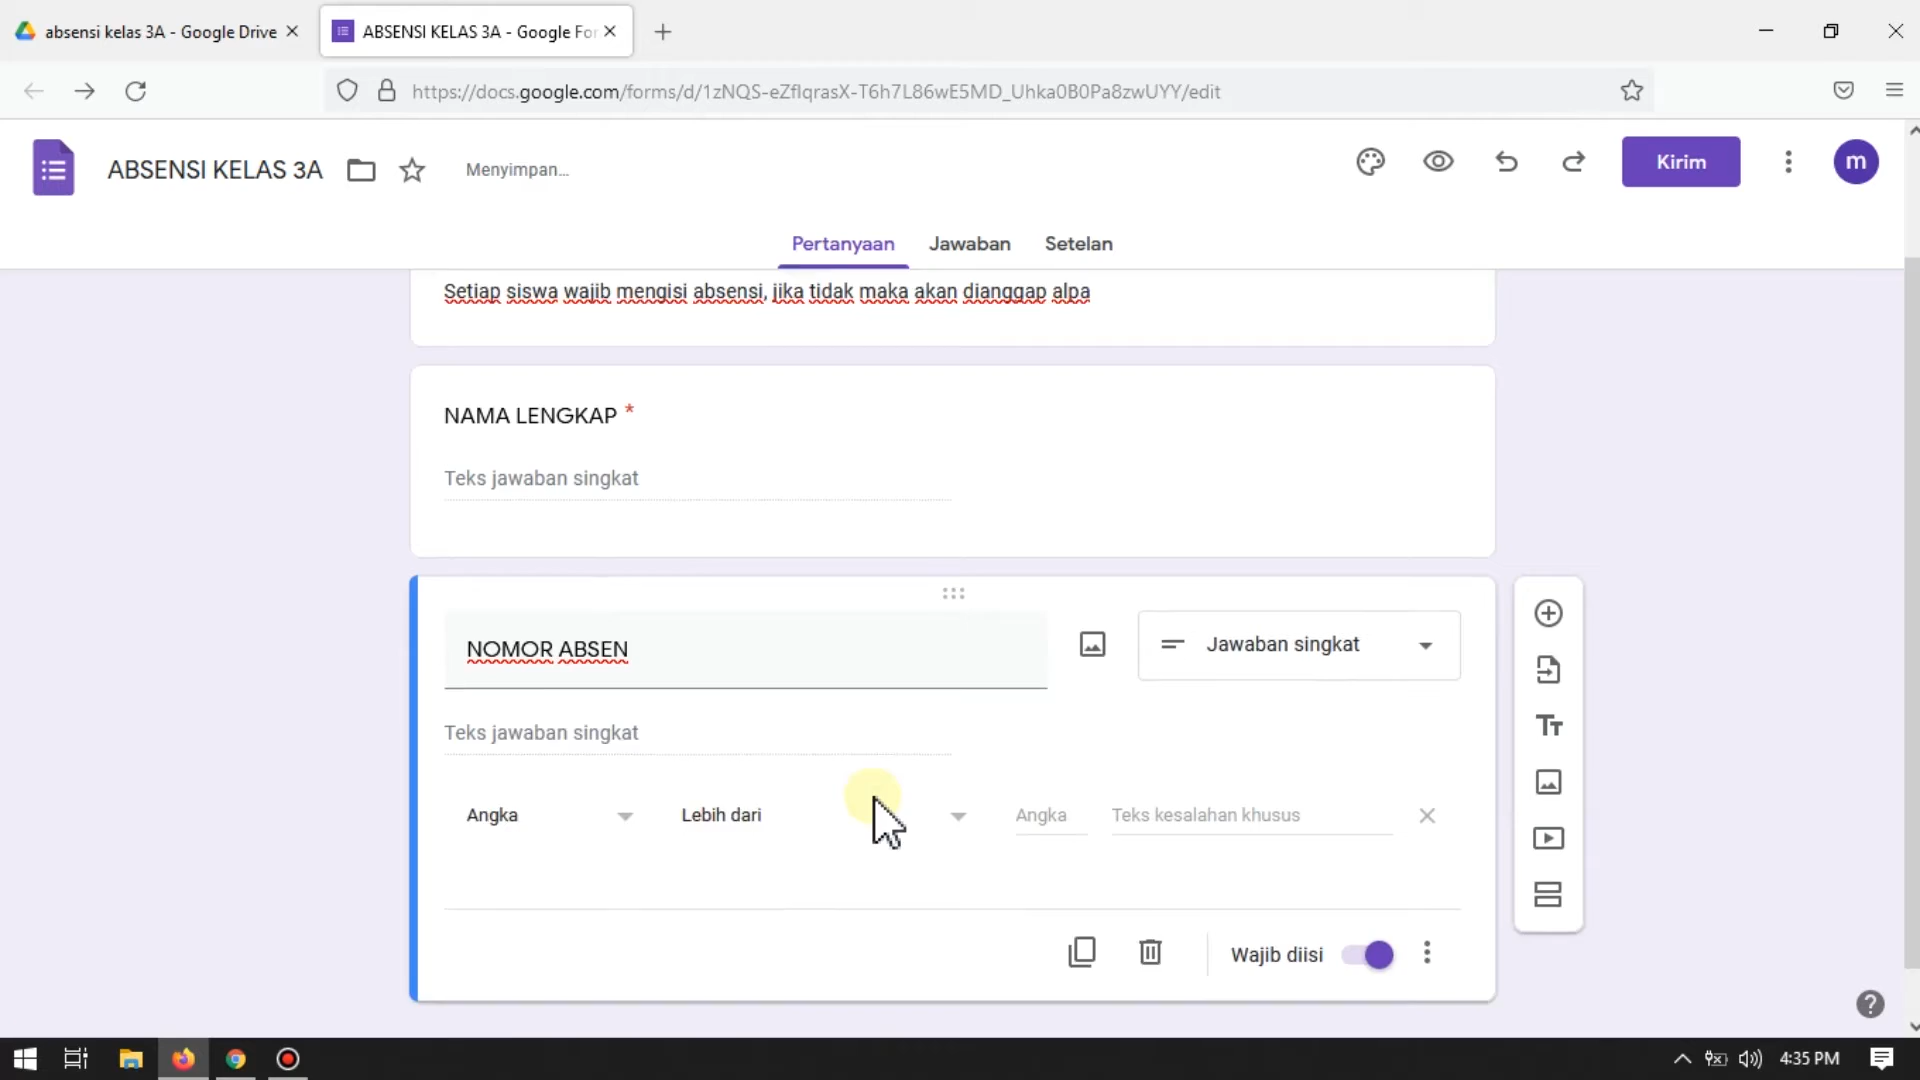 absensi kelas 3A - Google Drive
ABSENSI KELAS 3A - Google For
https://docs.google.com/forms/d/1zNQS-eZfIqrasX-T6h7L86wE5MD_Uhka0B0Pa8zwUYY/edit
ABSENSI KELAS 3A
Menyimpan...
Kirim
m
Pertanyaan
Jawaban
Setelan
Setiap siswa wajib mengisi absensi, jika tidak maka akan dianggap alpa
NAMA LENGKAP *
Teks jawaban singkat
NOMOR ABSEN
Jawaban singkat
Teks jawaban singkat
Angka
Lebih dari
Angka
Teks kesalahan khusus
Wajib diisi
4:35 PM